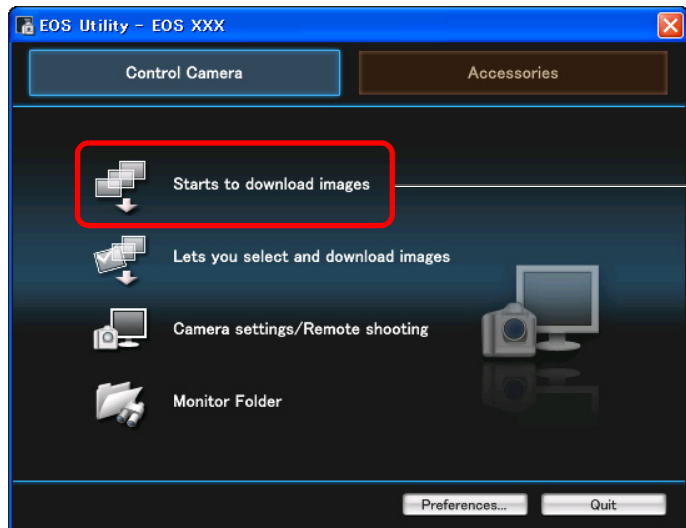 EOS Utility - EOS XXX
Control Camera
Accessories
Starts to download images
Lets you select and download images
Camera settings/Remote shooting
Monitor Folder
Preferences...
Quit